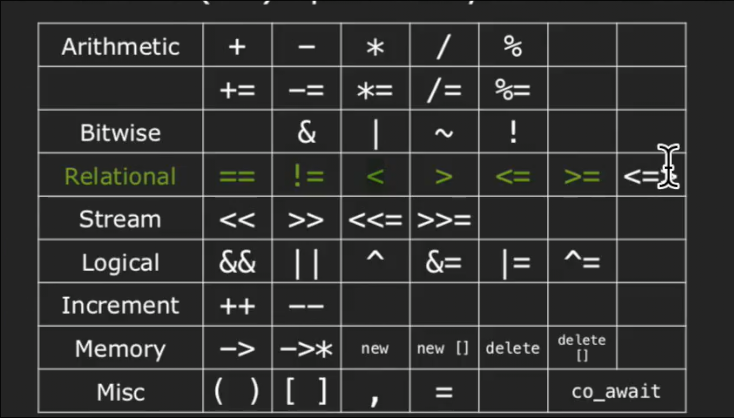 Arithmetic + − * / %
+= −= *= /= %=
Bitwise & | ~ !
Relational == != < > <= >= <=
Stream << >> <<= >>=
Logical && || ^ &= |= ^=
Increment ++ −−
Memory −> −>* new new [] delete delete []
Misc ( ) [ ] , = co_await